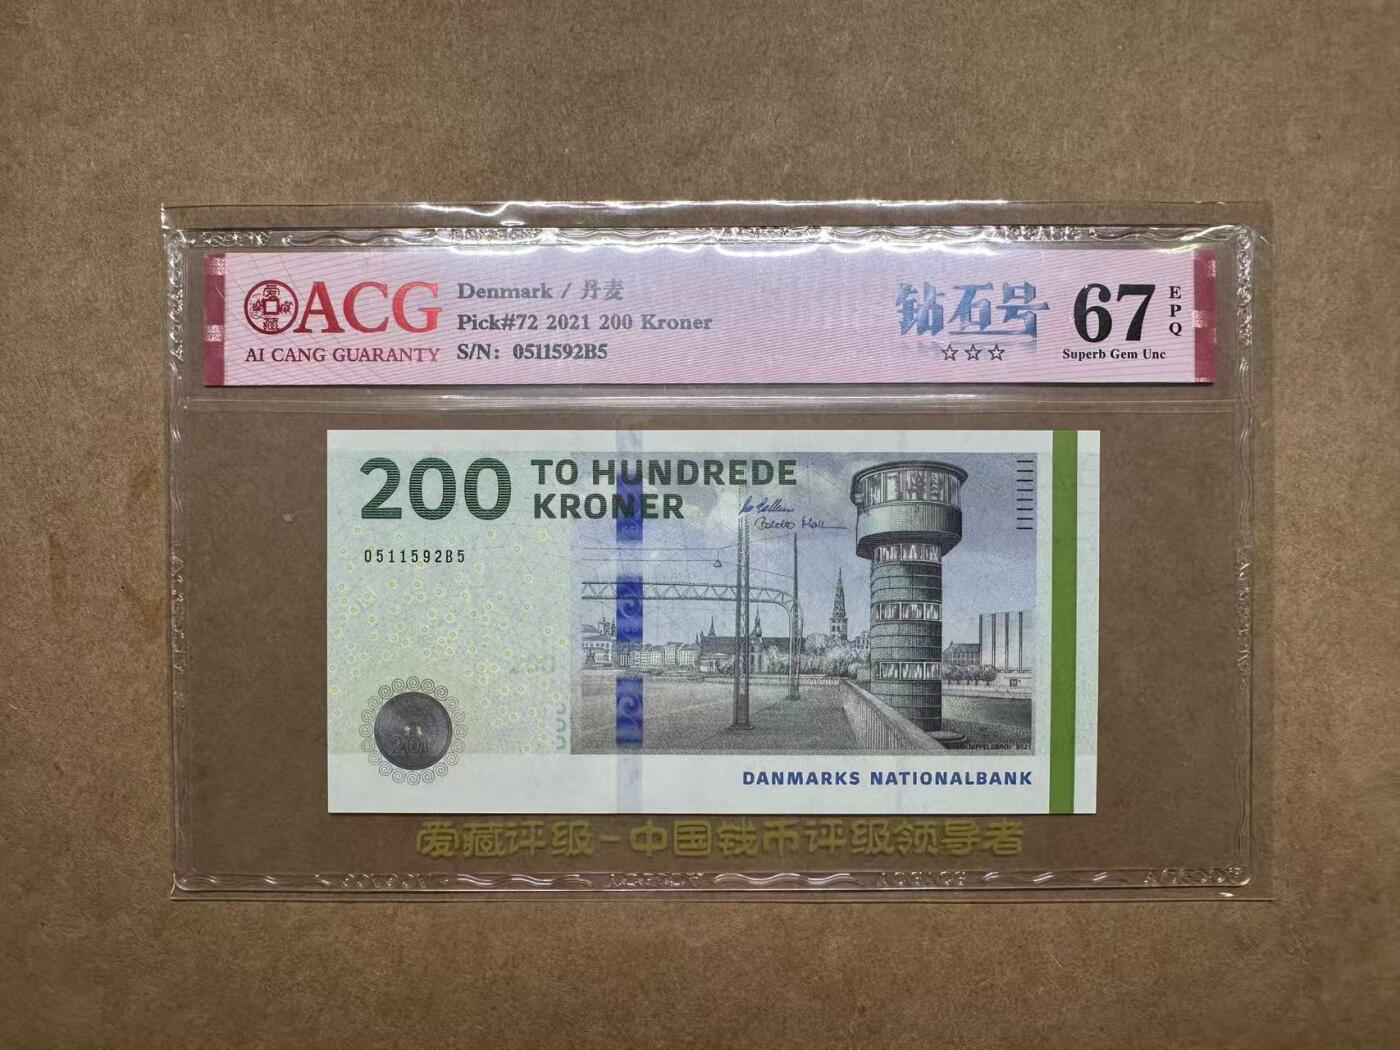 ACG
AI CANG GUARANTY
Denmark / 丹麦
Pick#72 2021 200 Kroner
S/N: 0511592B5
钻石号
☆☆☆
67
EPQ
Superb Gem Unc
200
TO HUNDREDE
KRONER
0511592B5
200
DANMARKS NATIONALBANK
爱藏评级-中国钱币评级领导者